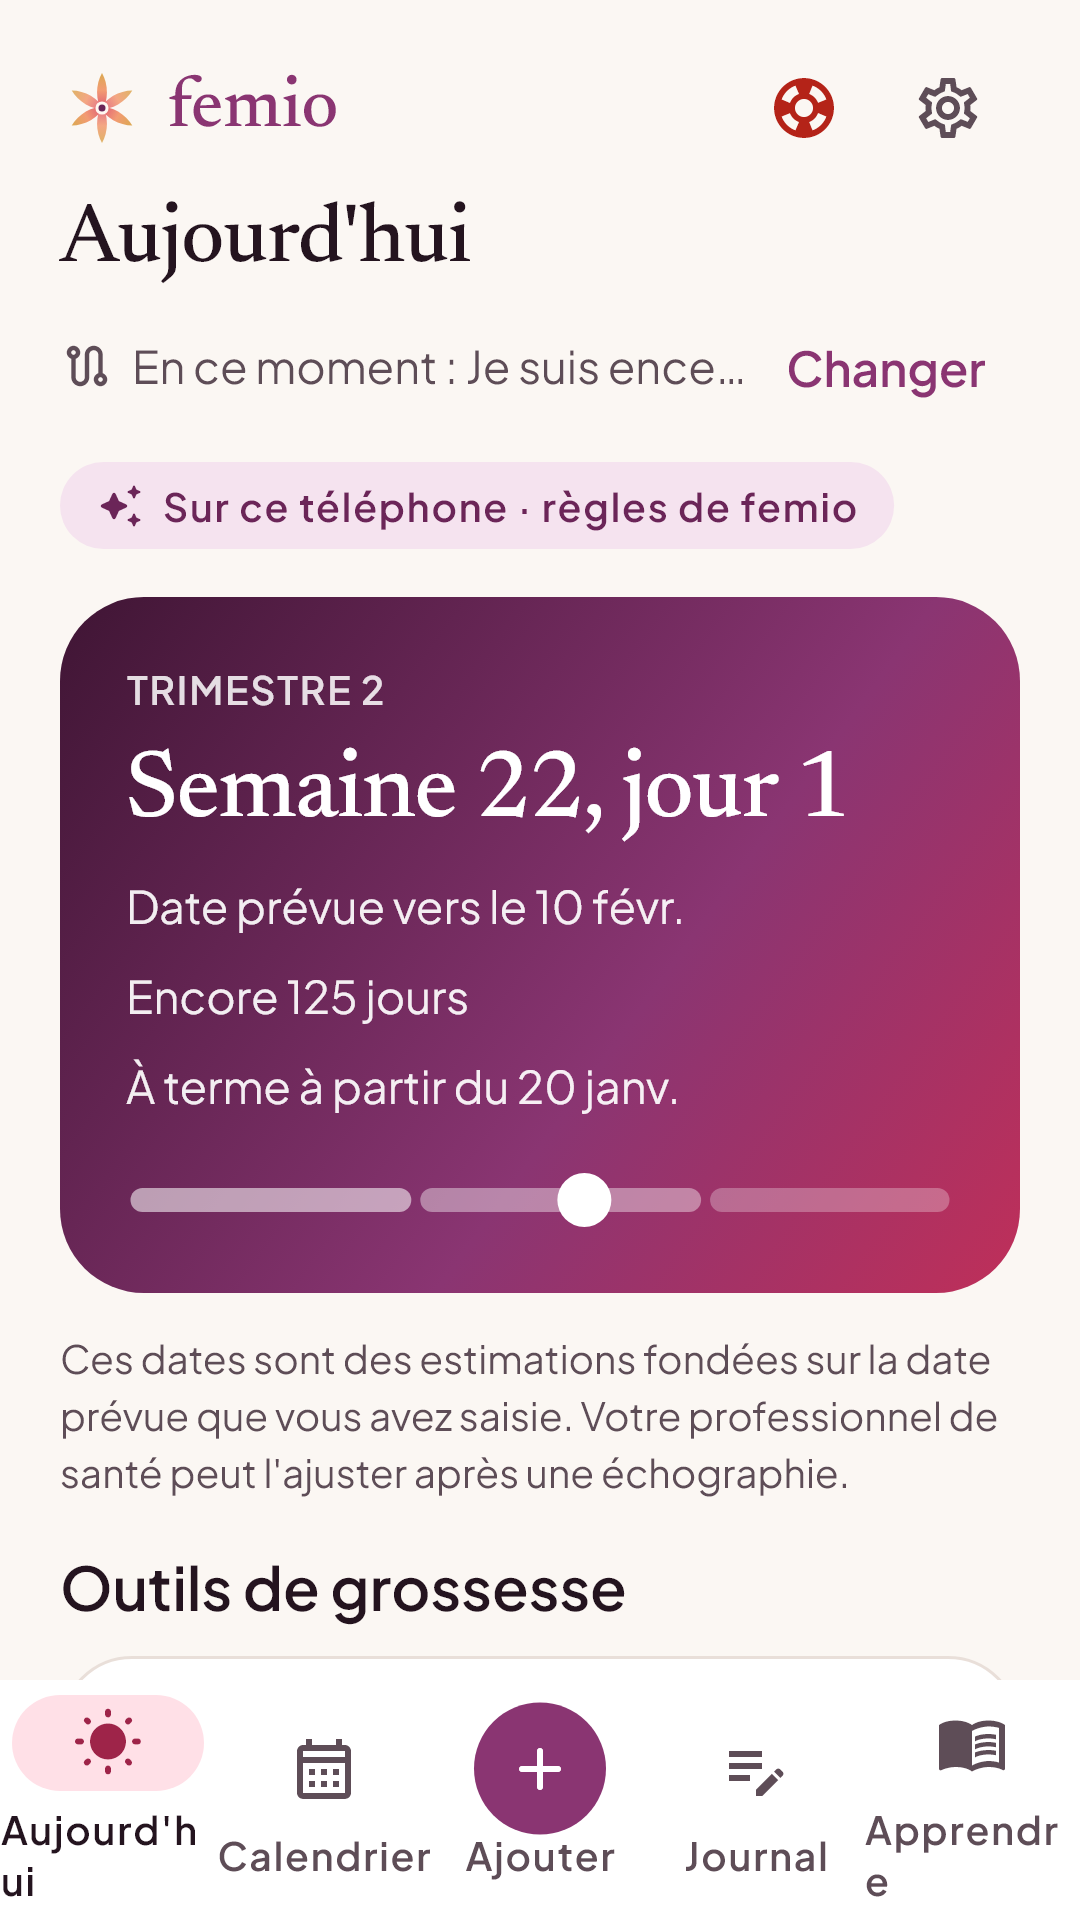 femio
Aujourd'hui
En ce moment : Je suis ence...
Changer
Sur ce téléphone · règles de femio
TRIMESTRE 2
Semaine 22, jour 1
Date prévue vers le 10 févr.
Encore 125 jours
À terme à partir du 20 janv.
Ces dates sont des estimations fondées sur la date
prévue que vous avez saisie. Votre professionnel de
santé peut l'ajuster après une échographie.
Outils de grossesse
Aujourd'h
ui
Calendrier
Ajouter
Journal
Apprendr
e